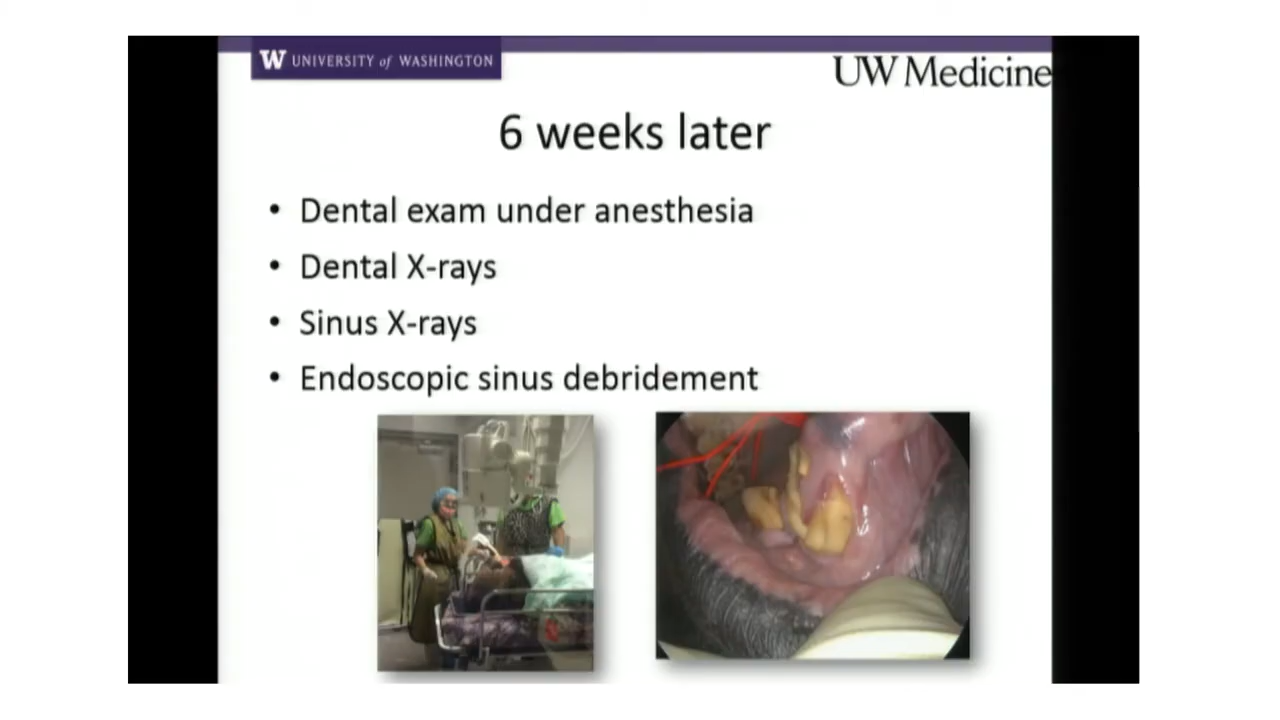 W UNIVERSITY of WASHINGTON
UW Medicine
6 weeks later
• Dental exam under anesthesia
• Dental X-rays
• Sinus X-rays
• Endoscopic sinus debridement